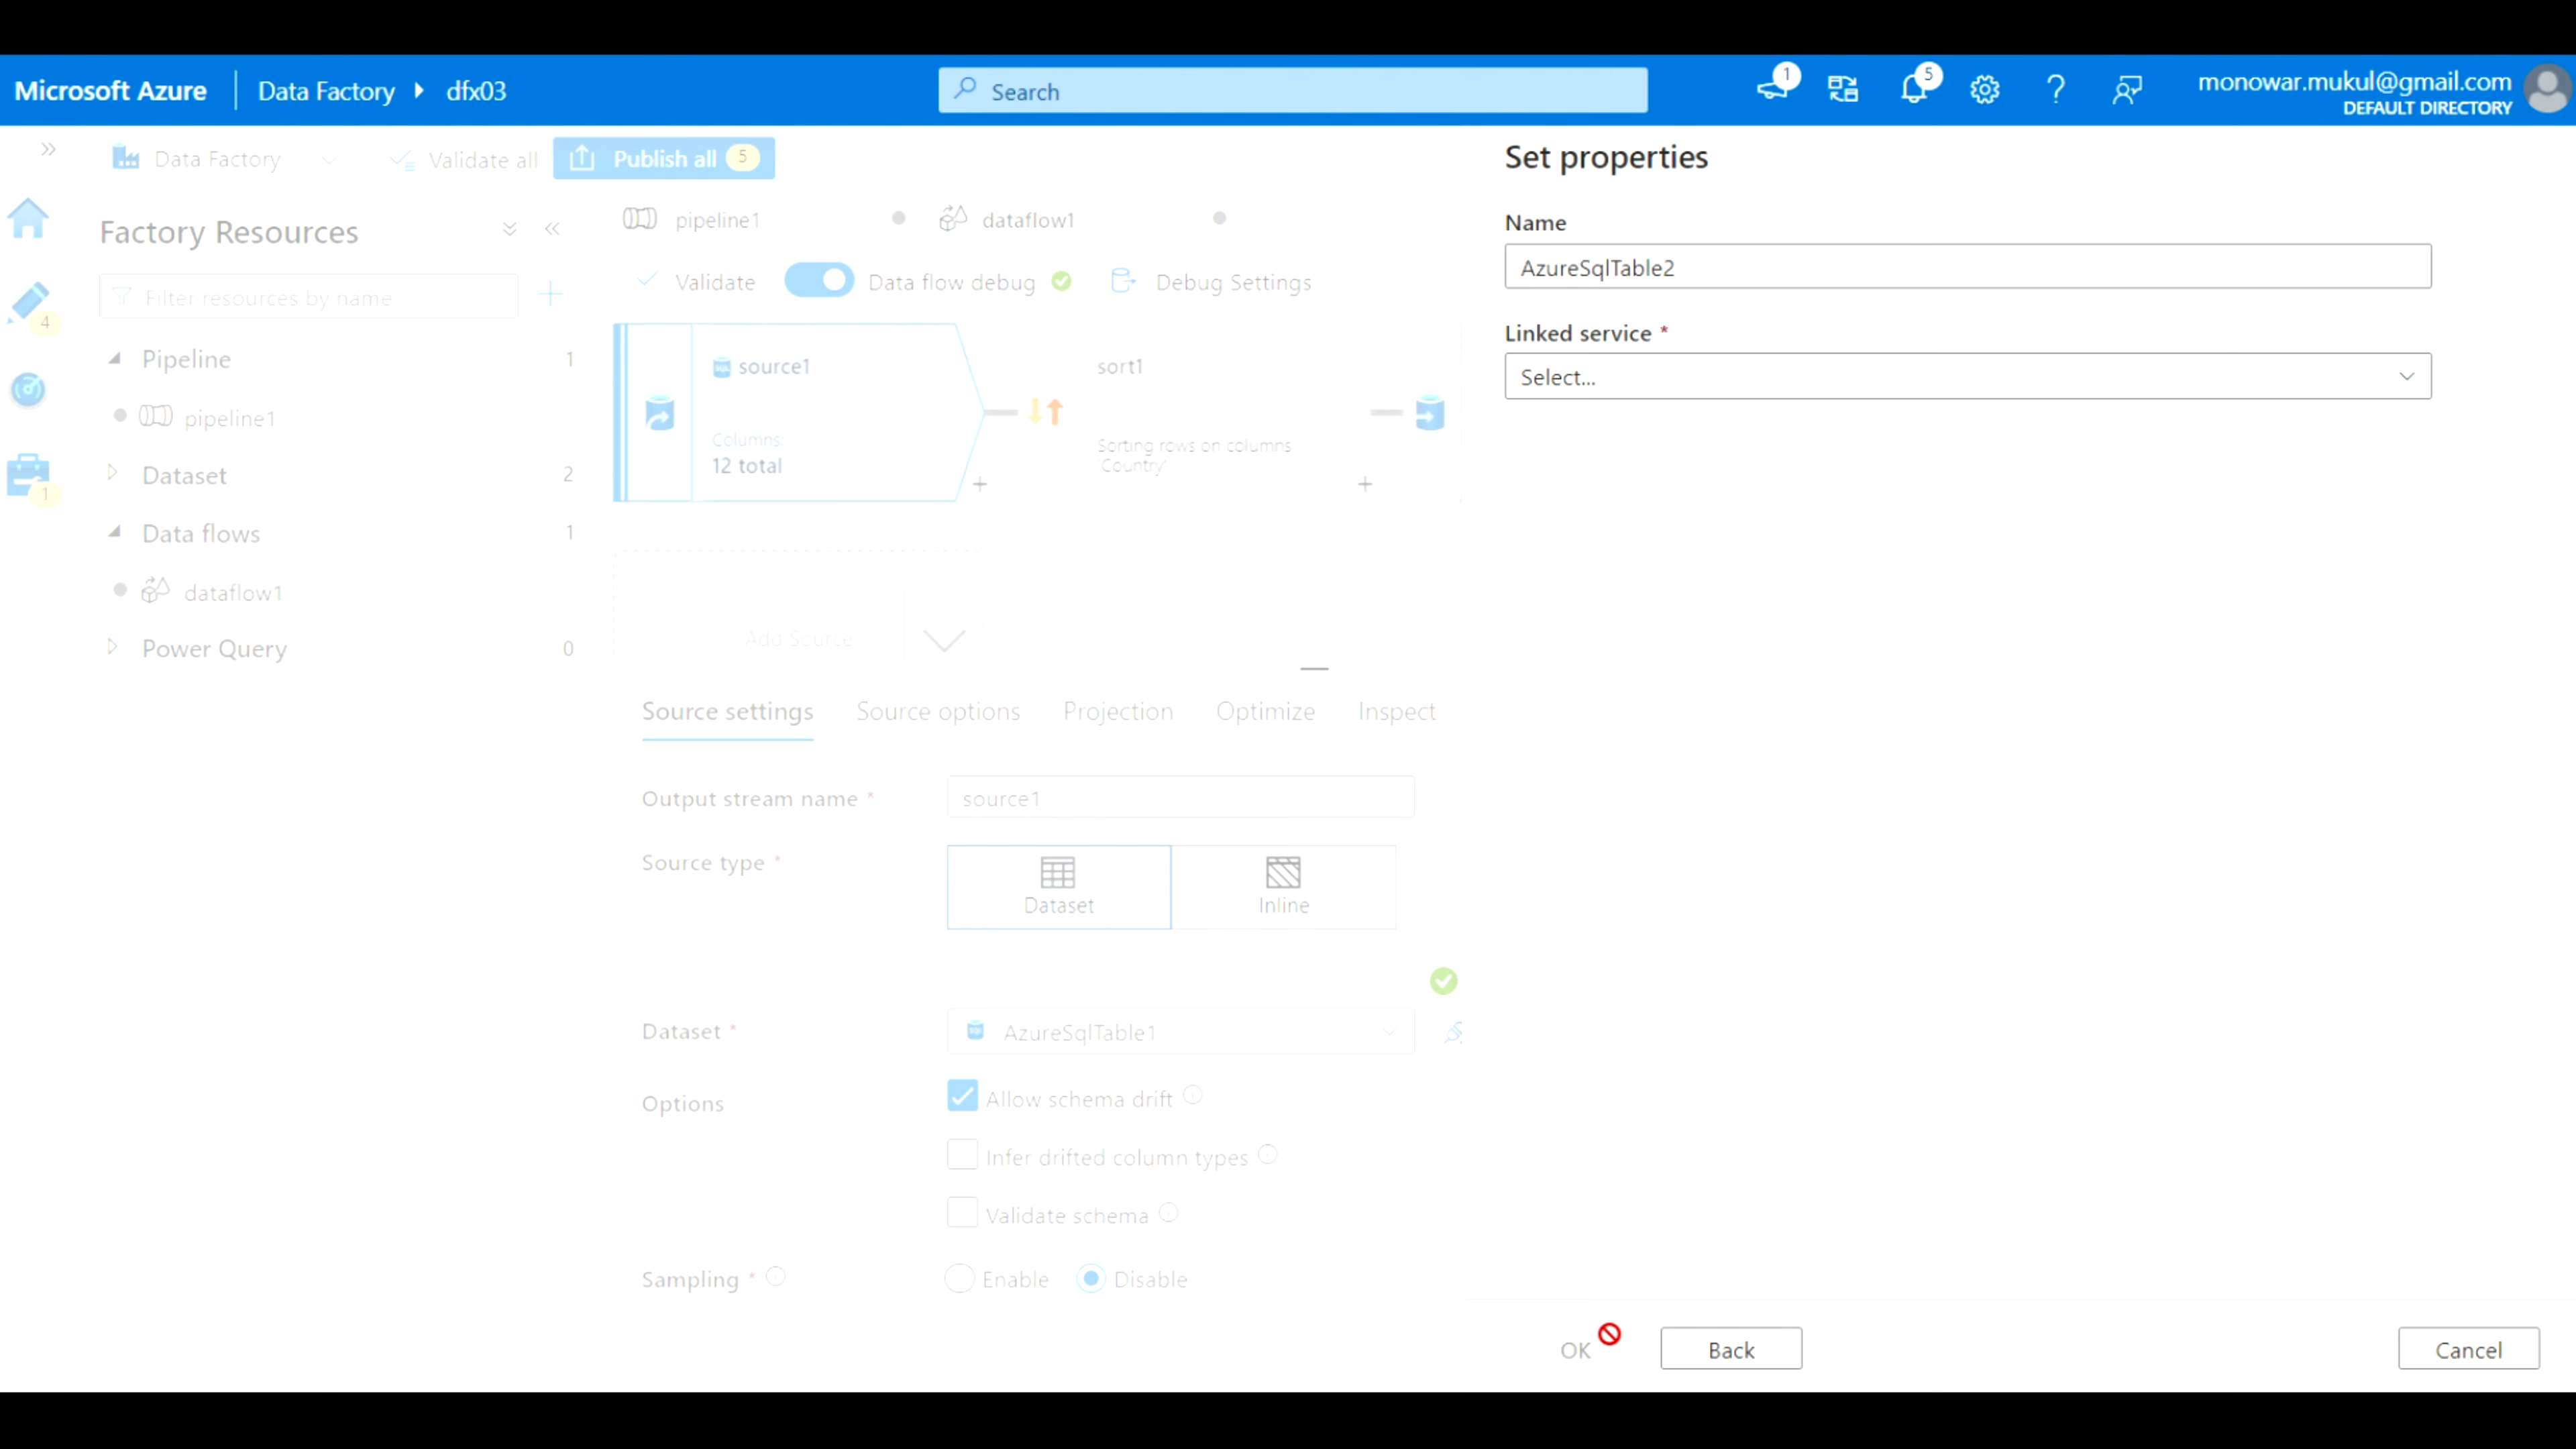 Microsoft Azure
Data Factory
dfx03
Search
1
5
monowar.mukul@gmail.com
DEFAULT DIRECTORY
Data Factory
Validate all
Publish all
5
Factory Resources
Filter resources by name
4
1
Pipeline
1
pipeline1
Dataset
2
Data flows
1
dataflow1
Power Query
0
pipeline1
dataflow1
Validate
Data flow debug
Debug Settings
source1
Columns:
12 total
sort1
Sorting rows on columns
'Country'
Add Source
Source settings
Source options
Projection
Optimize
Inspect
Output stream name *
source1
Source type *
Dataset
Inline
Dataset *
AzureSqlTable1
Options
Allow schema drift
Infer drifted column types
Validate schema
Sampling *
Enable
Disable
Set properties
Name
AzureSqlTable2
Linked service *
Select...
OK
Back
Cancel